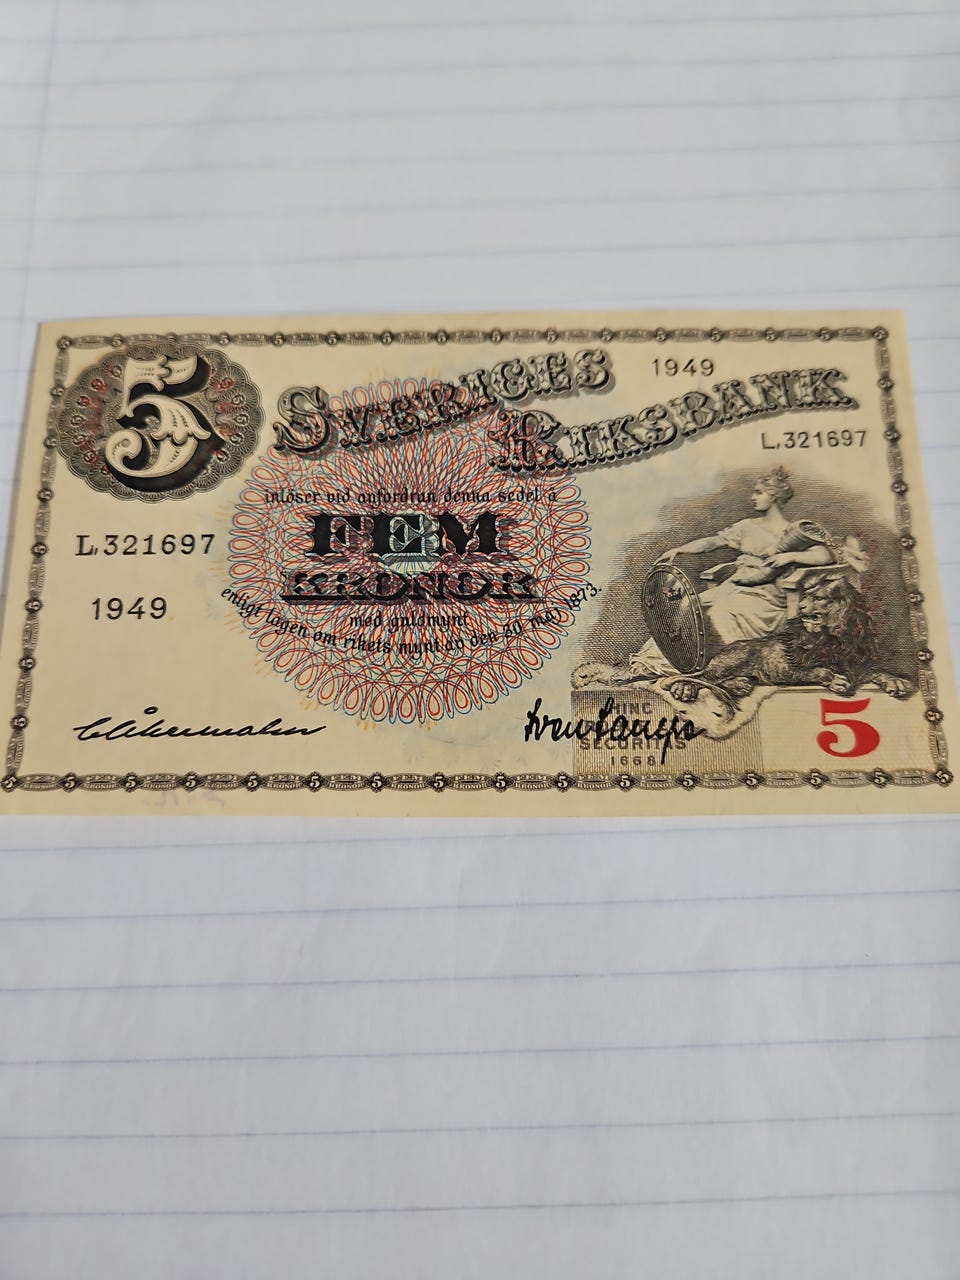 5
SVERIGES
1949
RIKSBANK
L,321697
inlöser vid anfordran denna sedel à
FEM
KRONOR
L,321697
1949
med guldmynt
enligt lagen om rikets mynt av den 30 maj 1873.
HINC
SECURITAS
1668
5